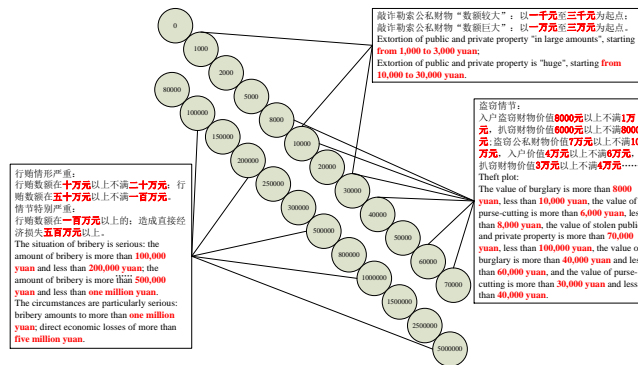 敲诈勒索公私财物“数额较大”：以一千元至三千元为起点；
敲诈勒索公私财物“数额巨大”：以一万元至三万元为起点。
Extortion of public and private property "in large amounts", starting
from 1,000 to 3,000 yuan;
Extortion of public and private property is "huge", starting from
10,000 to 30,000 yuan.
0
1000
2000
5000
8000
10000
20000
30000
40000
50000
60000
70000
80000
100000
150000
200000
250000
300000
500000
800000
1000000
1500000
2500000
5000000
盗窃情节：
入户盗窃财物价值8000元以上不满1万
元，扒窃财物价值6000元以上不满8000
元；盗窃公私财物价值7万元以上不满10
万元，入户价值4万元以上不满6万元，
扒窃财物价值3万元以上不满4万元……
Theft plot:
The value of burglary is more than 8000
yuan, less than 10,000 yuan, the value of
purse-cutting is more than 6,000 yuan, les
than 8,000 yuan, the value of stolen public
and private property is more than 70,000
yuan, less than 100,000 yuan, the value of
burglary is more than 40,000 yuan and les
than 60,000 yuan, and the value of purse-
cutting is more than 30,000 yuan and less
than 40,000 yuan.
行贿情形严重：
行贿数额在十万元以上不满二十万元；行
贿数额在五十万元以上不满一百万元。
情节特别严重：
行贿数额在一百万元以上的；造成直接经
济损失五百万元以上。
The situation of bribery is serious: the
amount of bribery is more than 100,000
yuan and less than 200,000 yuan; the
amount of bribery is more than 500,000
yuan and less than one million yuan.
The circumstances are particularly serious:
bribery amounts to more than one million
yuan; direct economic losses of more than
five million yuan.